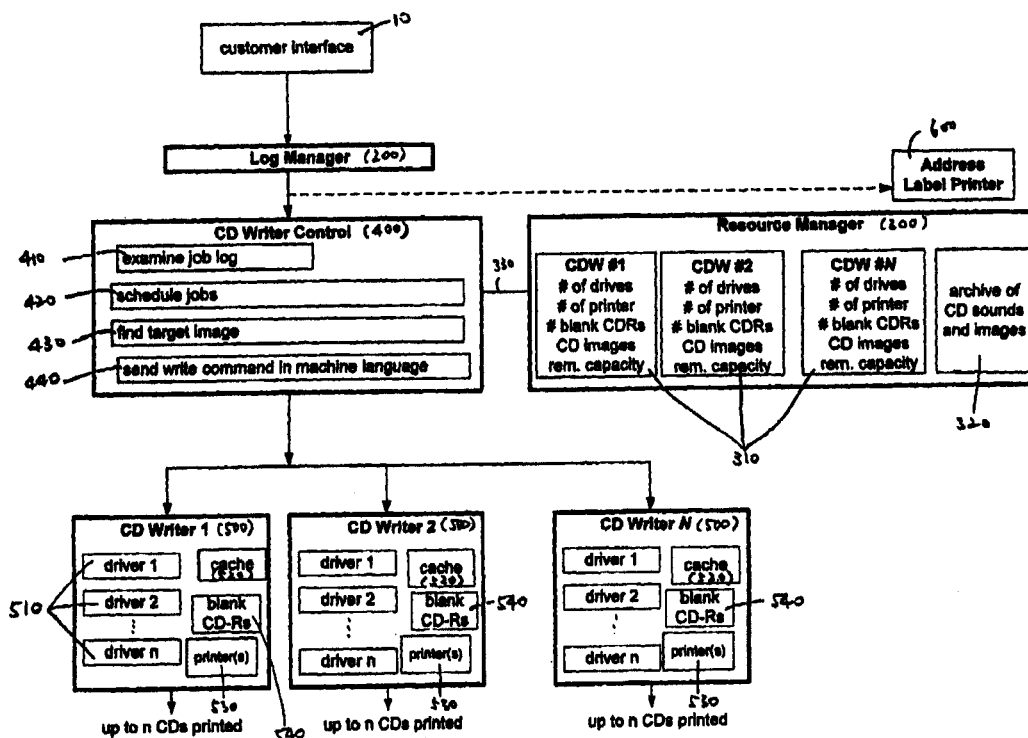 10
customer interface
Log Manager (200)
600
Address
Label Printer
CD Writer Control (400)
410
examine job log
420
schedule jobs
430
find target image
440
send write command in machine language
330
Resource Manager (200)
CDW #1
# of drives
# of printer
# blank CDRs
CD images
rem. capacity
CDW #2
# of drives
# of printer
# blank CDRs
CD images
rem. capacity
CDW #N
# of drives
# of printer
# blank CDRs
CD images
rem. capacity
archive of
CD sounds
and images
310
320
CD Writer 1 (500)
driver 1
driver 2
driver n
510
cache
(520)
blank
CD-Rs
printer(s)
530
540
up to n CDs printed
CD Writer 2 (500)
driver 1
driver 2
driver n
cache
(520)
blank
CD-Rs
540
printer(s)
530
up to n CDs printed
CD Writer N (500)
driver 1
driver 2
driver n
cache
(520)
blank
CD-Rs
540
printer(s)
530
up to n CDs printed